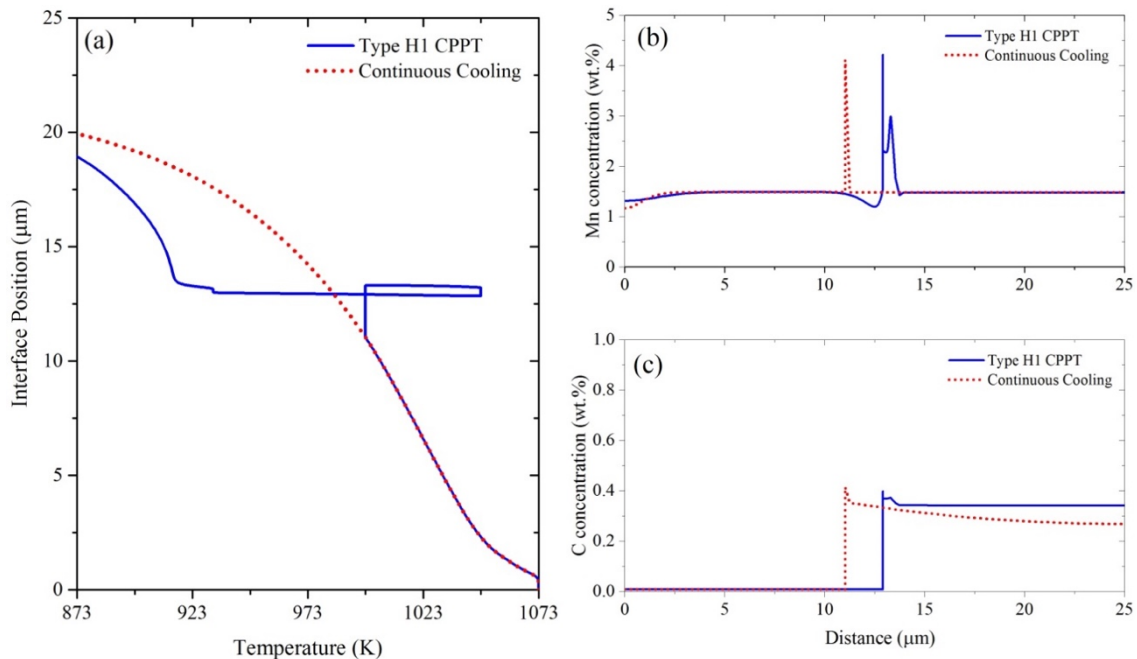 (a)
Type H1 CPPT
Continuous Cooling
25
20
15
10
5
0
873
923
973
1023
1073
Interface Position (μm)
Temperature (K)
(b)
Type H1 CPPT
Continuous Cooling
5
4
3
2
1
0
0
5
10
15
20
25
Mn concentration (wt.%)
(c)
Type H1 CPPT
Continuous Cooling
1.0
0.8
0.6
0.4
0.2
0.0
0
5
10
15
20
25
C concentration (wt.%)
Distance (μm)